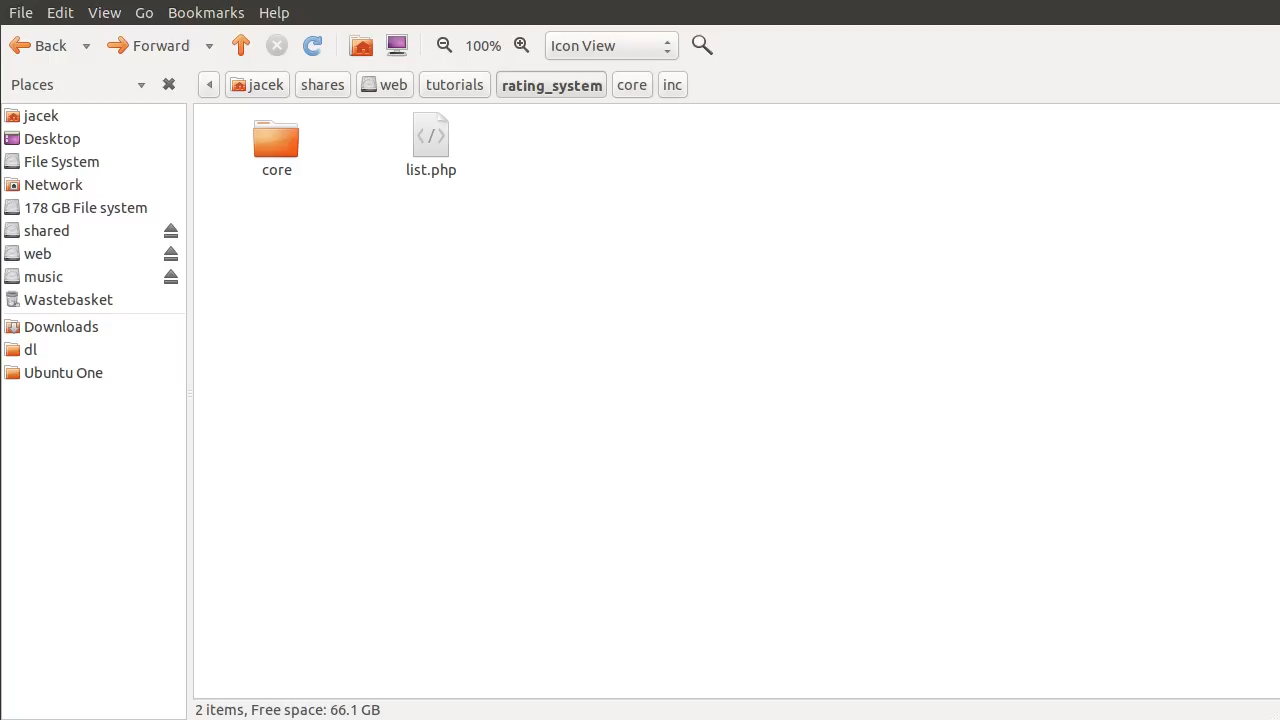 File Edit View Go Bookmarks Help
Back Forward 100% Icon View
Places jacek shares web tutorials rating_system core inc
jacek
Desktop
File System
Network
178 GB File system
shared
web
music
Wastebasket
Downloads
dl
Ubuntu One
core list.php
2 items, Free space: 66.1 GB